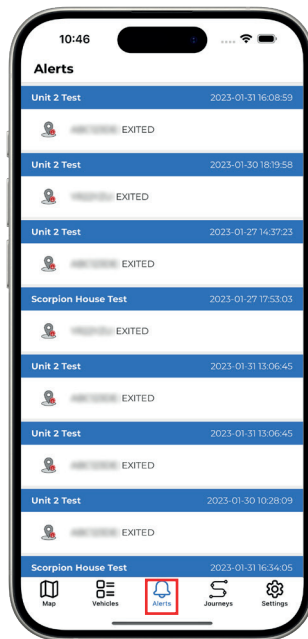 10:46
Alerts
Unit 2 Test 2023-01-31 16:08:59
EXITED
Unit 2 Test 2023-01-30 18:19:58
EXITED
Unit 2 Test 2023-01-27 14:37:23
EXITED
Scorpion House Test 2023-01-27 17:53:03
EXITED
Unit 2 Test 2023-01-31 13:06:45
EXITED
Unit 2 Test 2023-01-31 13:06:45
EXITED
Unit 2 Test 2023-01-30 10:28:09
EXITED
Scorpion House Test 2023-01-31 16:34:05
Map Vehicles Alerts Journeys Settings